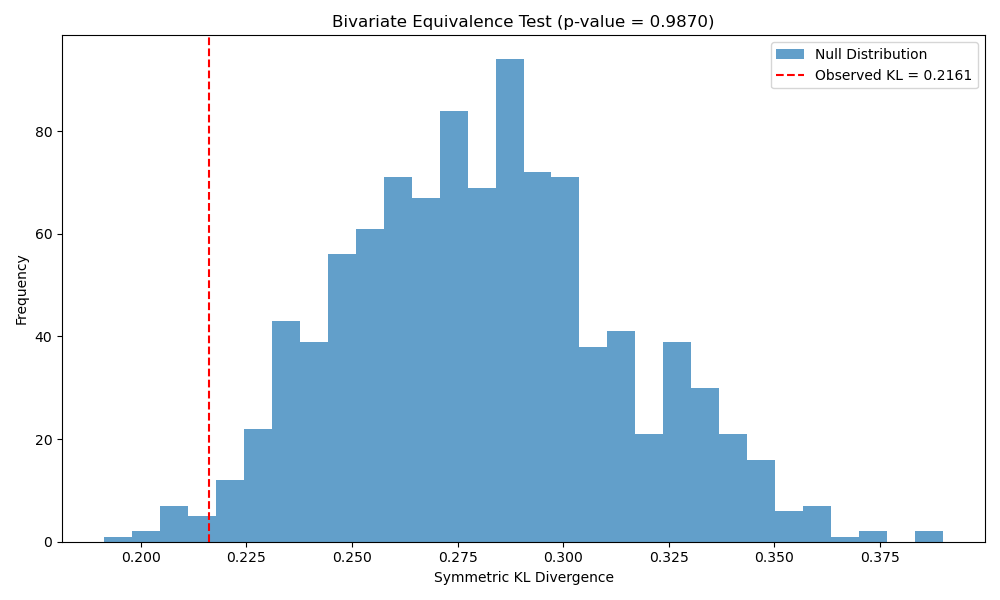 Bivariate Equivalence Test (p-value = 0.9870)
Null Distribution
Observed KL = 0.2161
Frequency
80
60
40
20
0
0.200 0.225 0.250 0.275 0.300 0.325 0.350 0.375
Symmetric KL Divergence